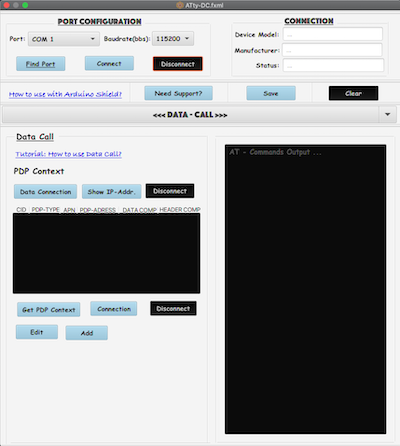 ATty-DC.fxml
PORT CONFIGURATION
Port:
COM 1
Baudrate(bbs):
115200
Find Port
Connect
Disconnect
CONNECTION
Device Model:
...
Manufacturer:
...
Status:
...
How to use with Arduino Shield?
Need Support?
Save
Clear
<<< DATA - CALL >>>
Data Call
Tutorial: How to use Data Call?
PDP Context
Data Connection
Show IP-Addr.
Disconnect
CID PDP-TYPE APN PDP-ADRESS DATA COMP HEADER COMP
Get PDP Context
Connection
Disconnect
Edit
Add
AT - Commands Output ...